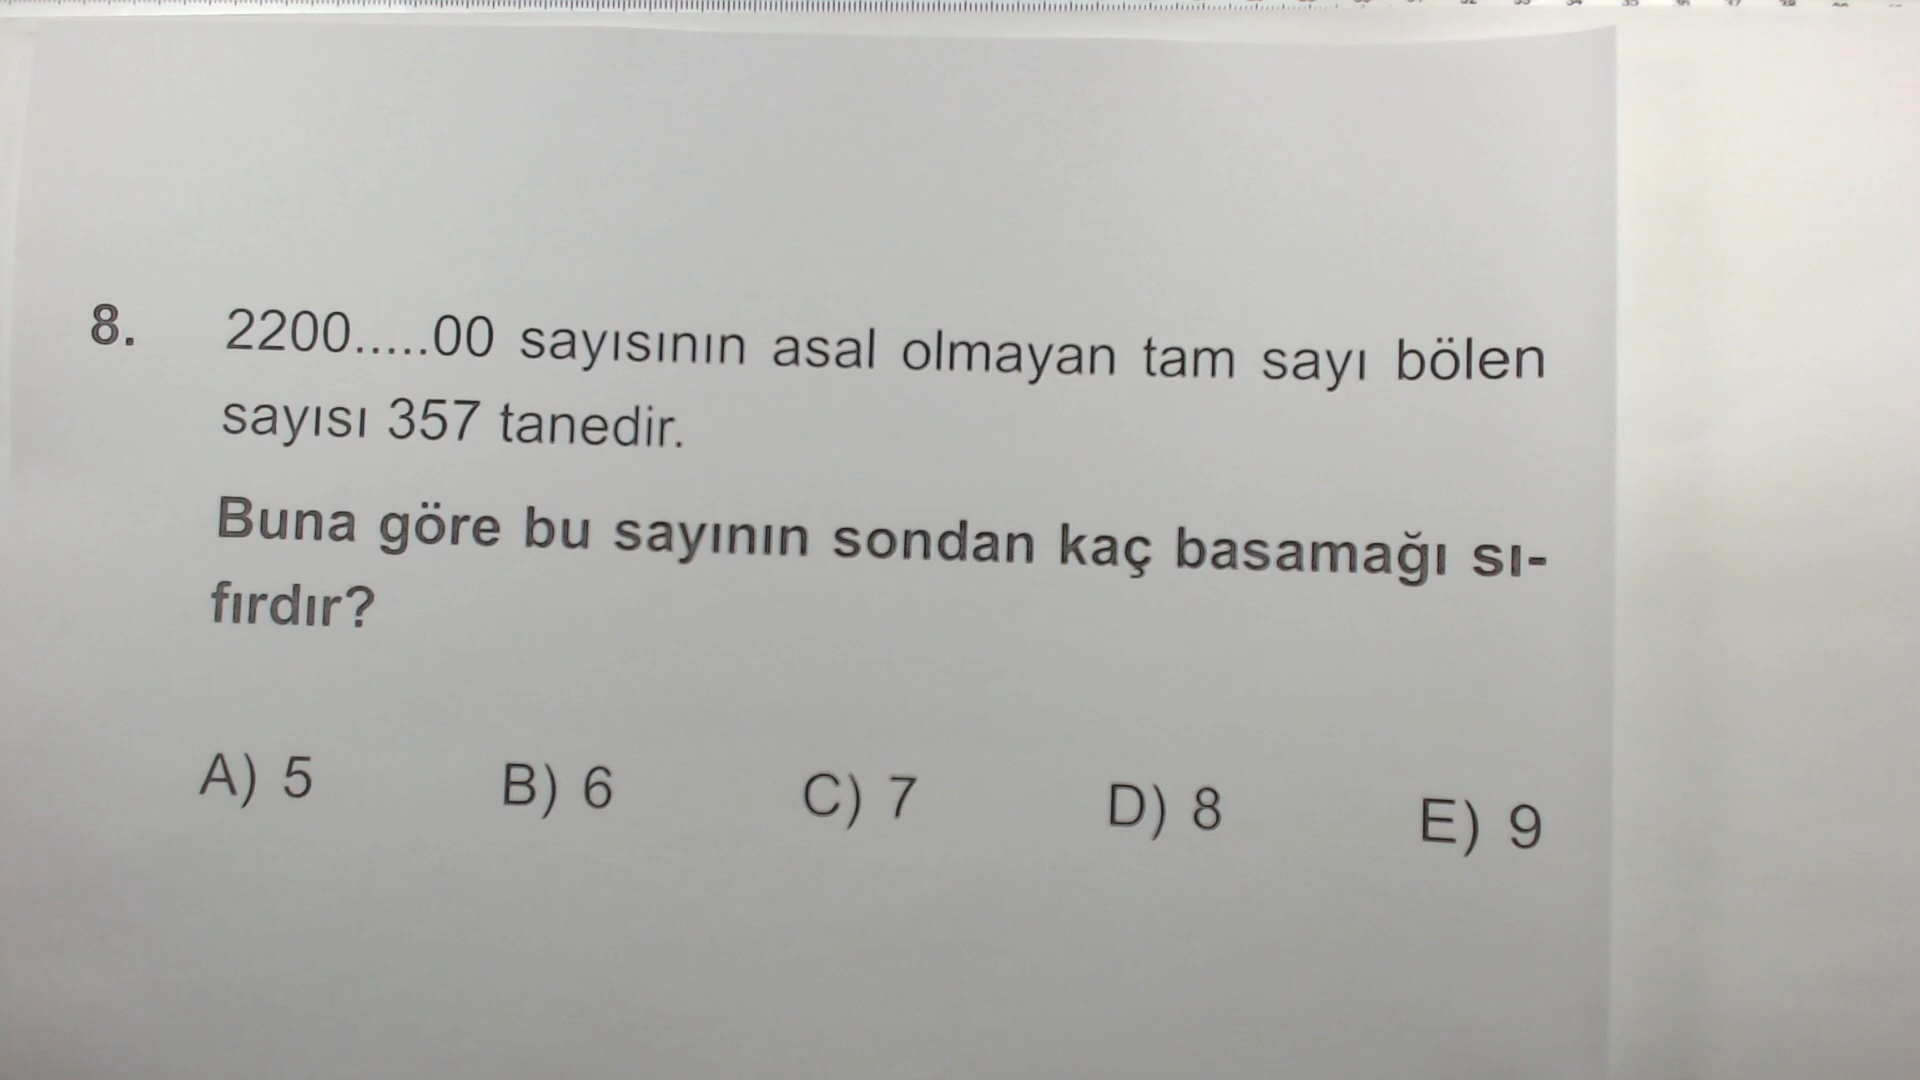 8. 2200.....00 sayısının asal olmayan tam sayı bölen
sayısı 357 tanedir.
Buna göre bu sayının sondan kaç basamağı sı-
fırdır?
A) 5 B) 6 C) 7 D) 8 E) 9